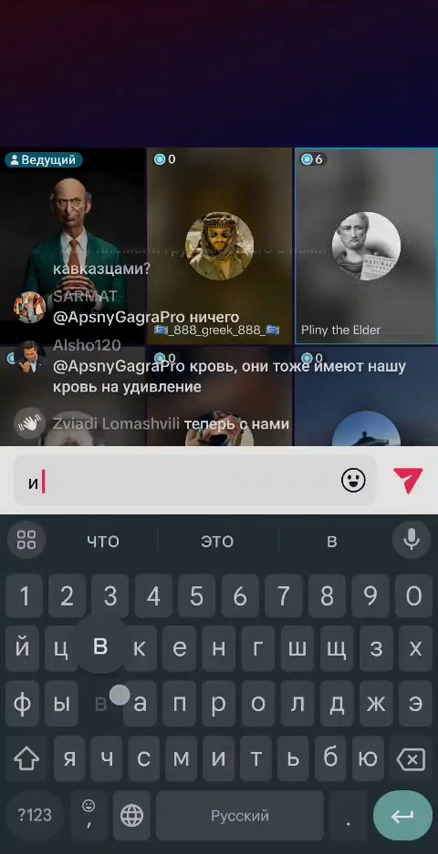 Ведущий
0
6
кавказцами?
SARMAT
@ApsnyGagraPro ничего
🇬🇷_888_greek_888_🇬🇷
Pliny the Elder
Alsho120
0
0
@ApsnyGagraPro кровь, они тоже имеют нашу
кровь на удивление
Zviadi Lomashvili теперь с нами
и
что
это
в
1 2 3 4 5 6 7 8 9 0
й ц в к е н г ш щ з х
ф ы в а п р о л д ж э
я ч с м и т ь б ю
?123
,
Русский
.